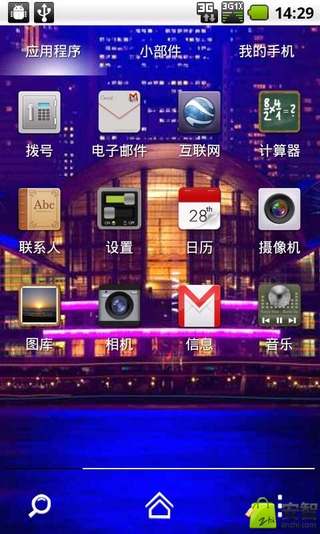 3G 3G1X 14:29
应用程序 小部件 我的手机
拨号 电子邮件 互联网 计算器
Abc 28th
联系人 设置 日历 摄像机
图库 相机 信息 音乐
安智
anzhi.com